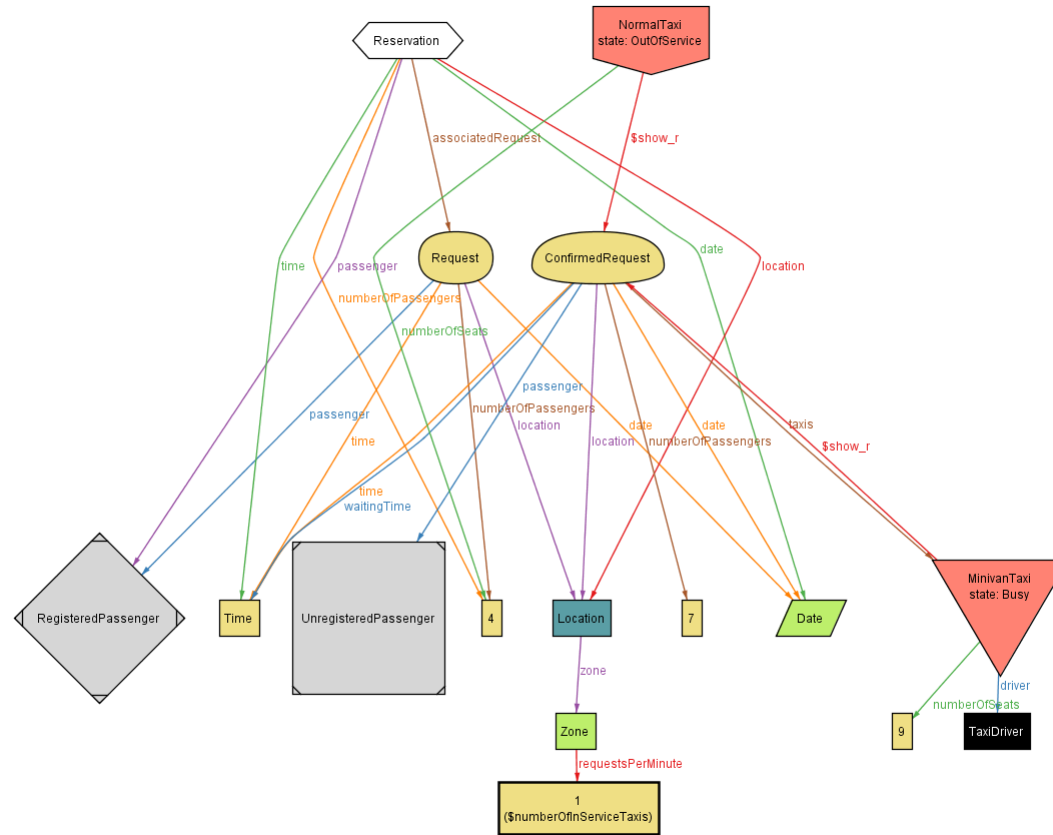 Reservation
NormalTaxi
state: OutOfService
associatedRequest
$show_r
Request
ConfirmedRequest
time
passenger
date
location
numberOfPassengers
numberOfSeats
passenger
passenger
numberOfPassengers
location
location
date
date
numberOfPassengers
taxis
$show_r
time
time
waitingTime
RegisteredPassenger
Time
UnregisteredPassenger
4
Location
7
Date
MinivanTaxi
state: Busy
zone
driver
numberOfSeats
Zone
9
TaxiDriver
requestsPerMinute
1
($numberOfInServiceTaxis)